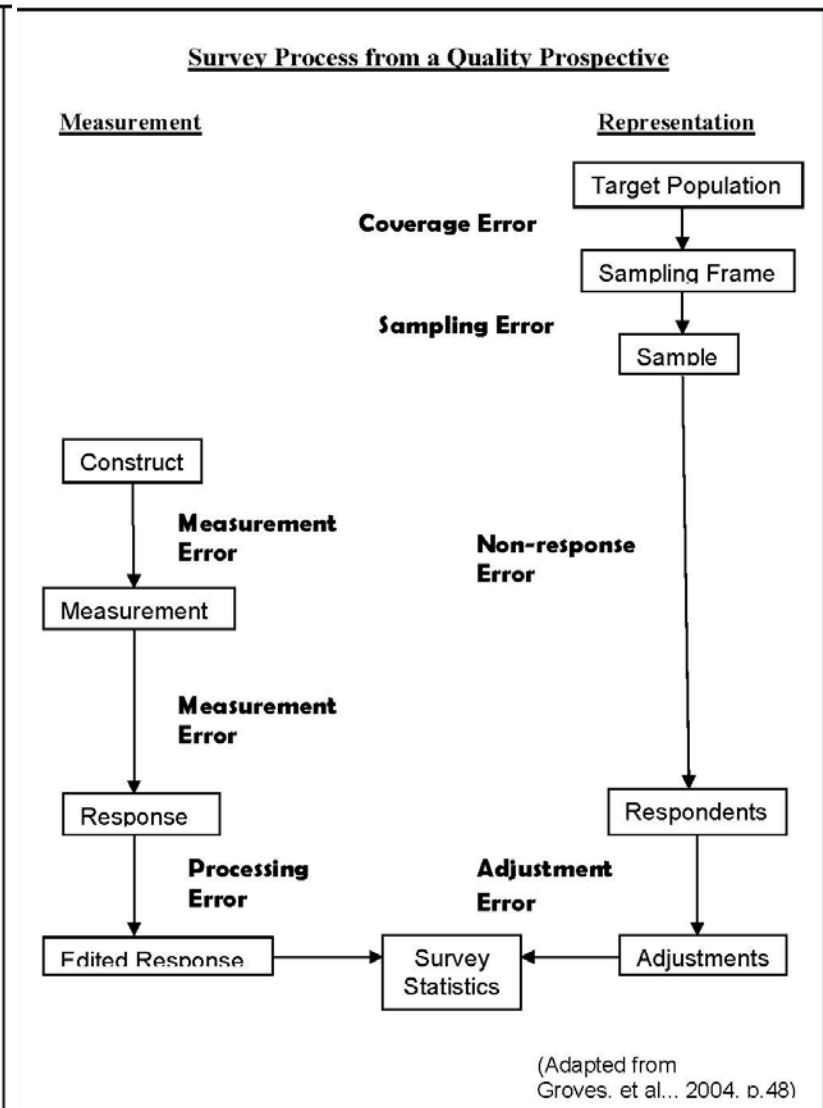 Survey Process from a Quality Prospective
Measurement
Representation
Target Population
Coverage Error
Sampling Frame
Sampling Error
Sample
Construct
Measurement
Error
Non-response
Error
Measurement
Measurement
Error
Response
Respondents
Processing
Error
Adjustment
Error
Edited Response
Survey
Statistics
Adjustments
(Adapted from
Groves, et al... 2004, p.48)